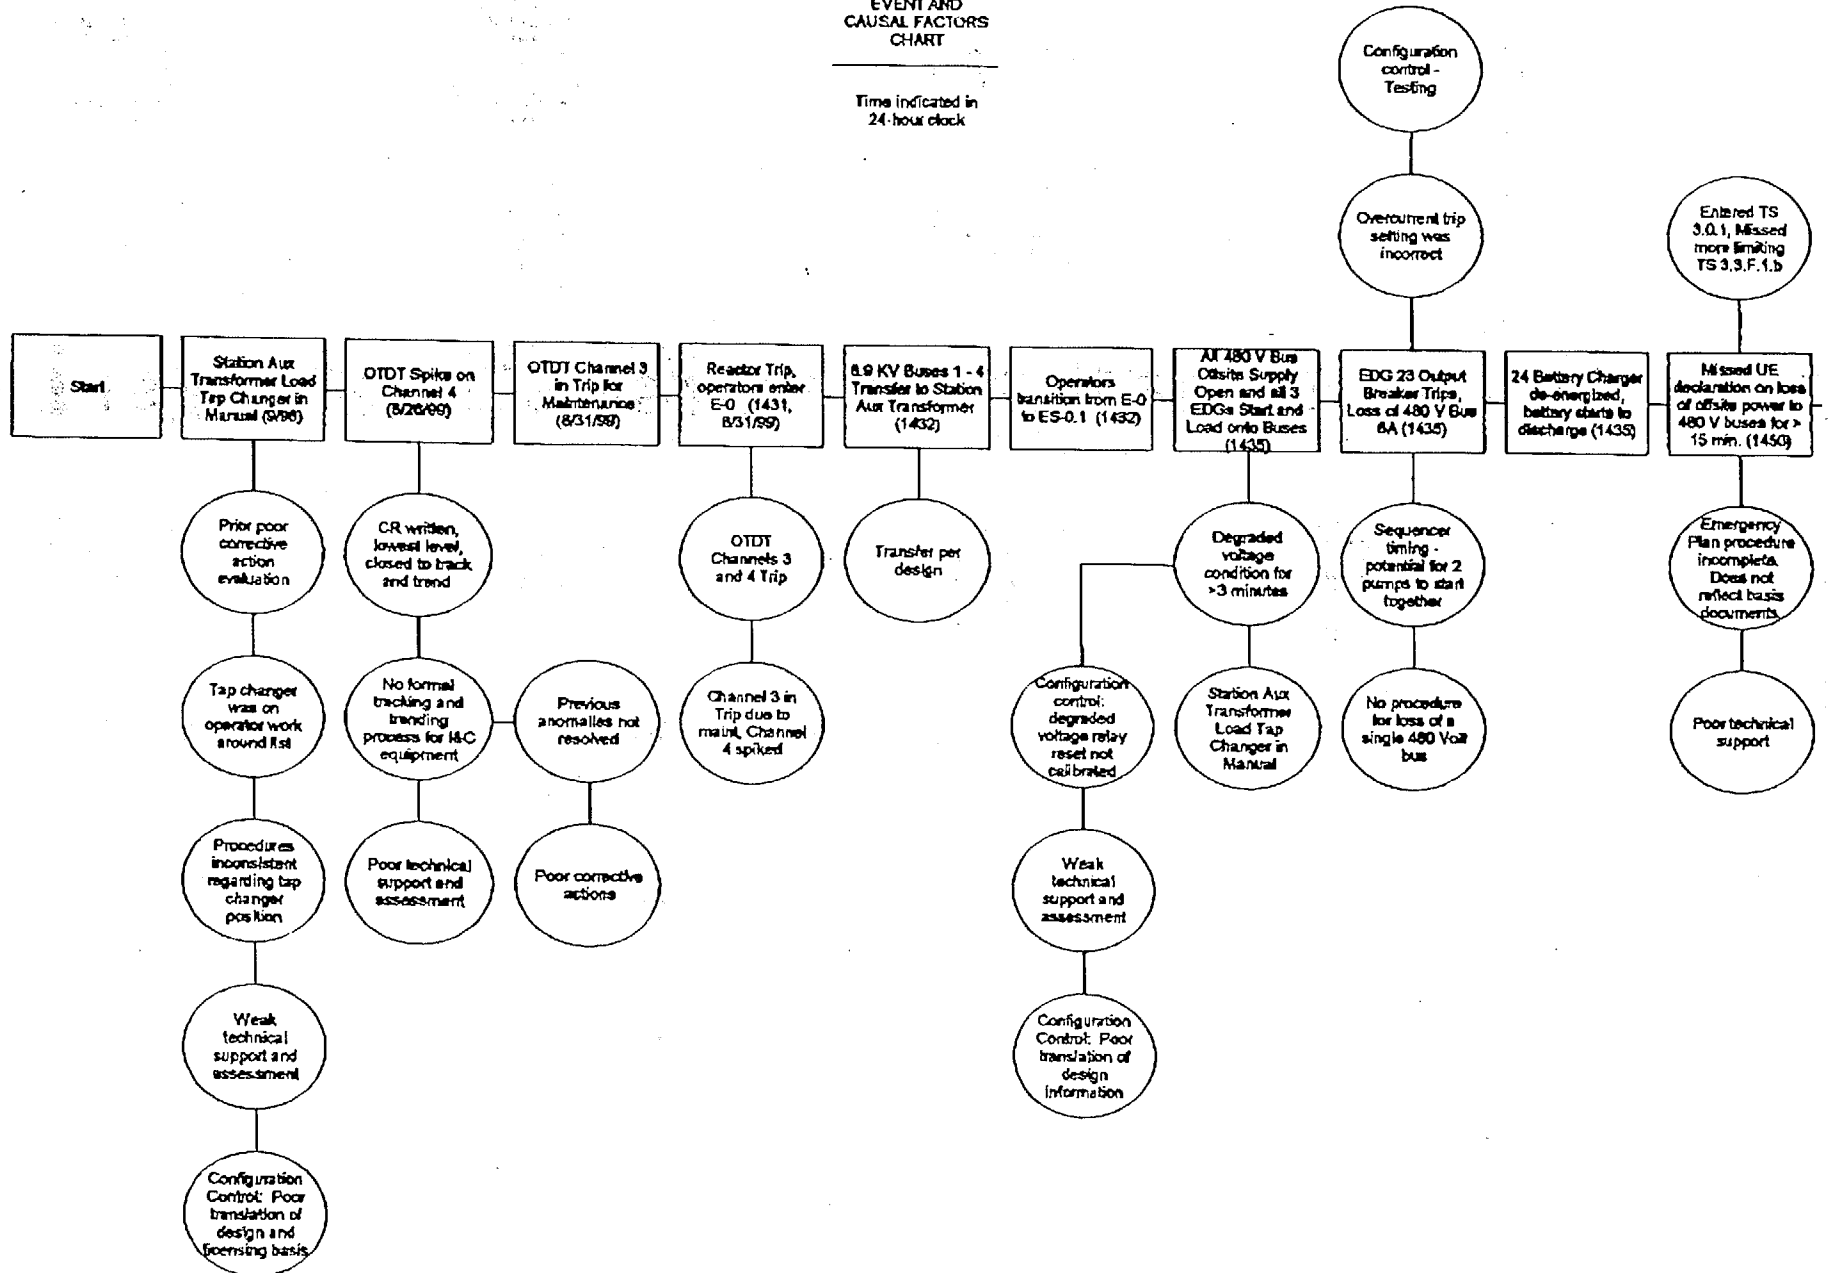 EVENT AND
CAUSAL FACTORS
CHART
Time indicated in
24-hour clock
Configuration
control -
Testing
Overcurrent trip
setting was
incorrect
Entered TS
3.0.1, Missed
more limiting
TS 3.3.F.1.b
Start
Station Aux
Transformer Load
Tap Changer in
Manual (9/98)
OTDT Spike on
Channel 4
(8/26/99)
OTDT Channel 3
in Trip for
Maintenance
(8/31/99)
Reactor Trip,
operators enter
E-0 (1431,
8/31/99)
6.9 KV Buses 1 - 4
Transfer to Station
Aux Transformer
(1432)
Operators
transition from E-0
to ES-0.1 (1432)
All 480 V Bus
Offsite Supply
Open and all 3
EDGs Start and
Load onto Buses
(1435)
EDG 23 Output
Breaker Trips,
Loss of 480 V Bus
6A (1435)
24 Battery Charger
de-energized,
battery starts to
discharge (1435)
Missed UE
declaration on loss
of offsite power to
480 V buses for >
15 min. (1450)
Prior poor
corrective
action
evaluation
Tap changer
was on
operator work
around list
Procedures
inconsistent
regarding tap
changer
position
Weak
technical
support and
assessment
Configuration
Control: Poor
translation of
design and
licensing basis
CR written,
lowest level,
closed to track
and trend
No formal
tracking and
trending
process for I&C
equipment
Poor technical
support and
assessment
Previous
anomalies not
resolved
Poor corrective
actions
OTDT
Channels 3
and 4 Trip
Channel 3 in
Trip due to
maint, Channel
4 spiked
Transfer per
design
Degraded
voltage
condition for
>3 minutes
Configuration
control:
degraded
voltage relay
reset not
calibrated
Weak
technical
support and
assessment
Configuration
Control: Poor
translation of
design
information
Station Aux
Transformer
Load Tap
Changer in
Manual
Sequencer
timing -
potential for 2
pumps to start
together
No procedure
for loss of a
single 480 Volt
bus
Emergency
Plan procedure
incomplete.
Does not
reflect basis
documents.
Poor technical
support